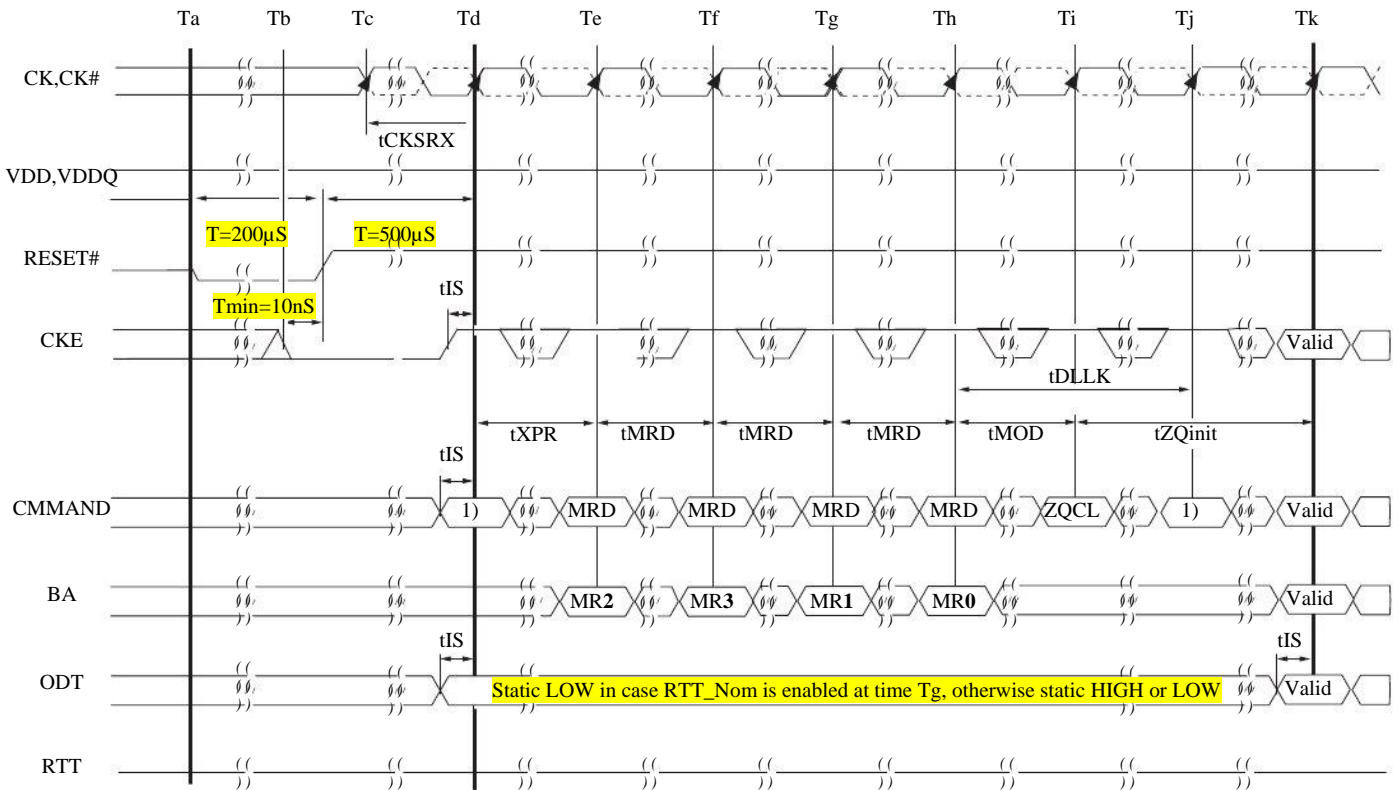 Ta Tb Tc Td Te Tf Tg Th Ti Tj Tk
CK,CK#
tCKSRX
VDD,VDDQ
T=200µS T=500µS
RESET#
Tmin=10nS tIS
CKE Valid
tDLLK
tXPR tMRD tMRD tMRD tMOD tZQinit
tIS
CMMAND 1) MRD MRD MRD MRD ZQCL 1) Valid
BA MR2 MR3 MR1 MR0 Valid
tIS tIS
ODT Static LOW in case RTT_Nom is enabled at time Tg, otherwise static HIGH or LOW Valid
RTT